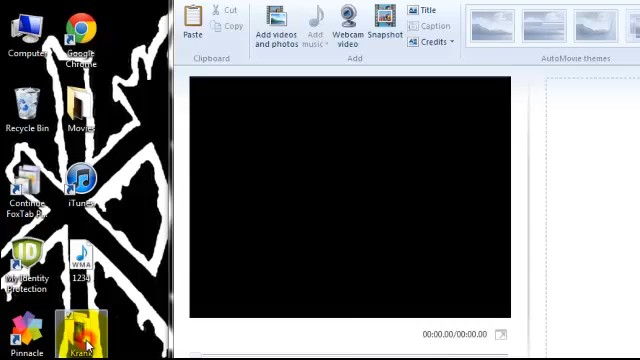 Computer
Google
Chrome
Recycle Bin
Movies
Continue
FoxTab P...
iTunes
ID
MyIdentity
Protection
WMA
1234
Pinnacle
Paste
Cut
Copy
Clipboard
Add videos
and photos
Add
music
Webcam
video
Snapshot
Title
Caption
Credits
Add
AutoMovie themes
00:00.00/00:00.00